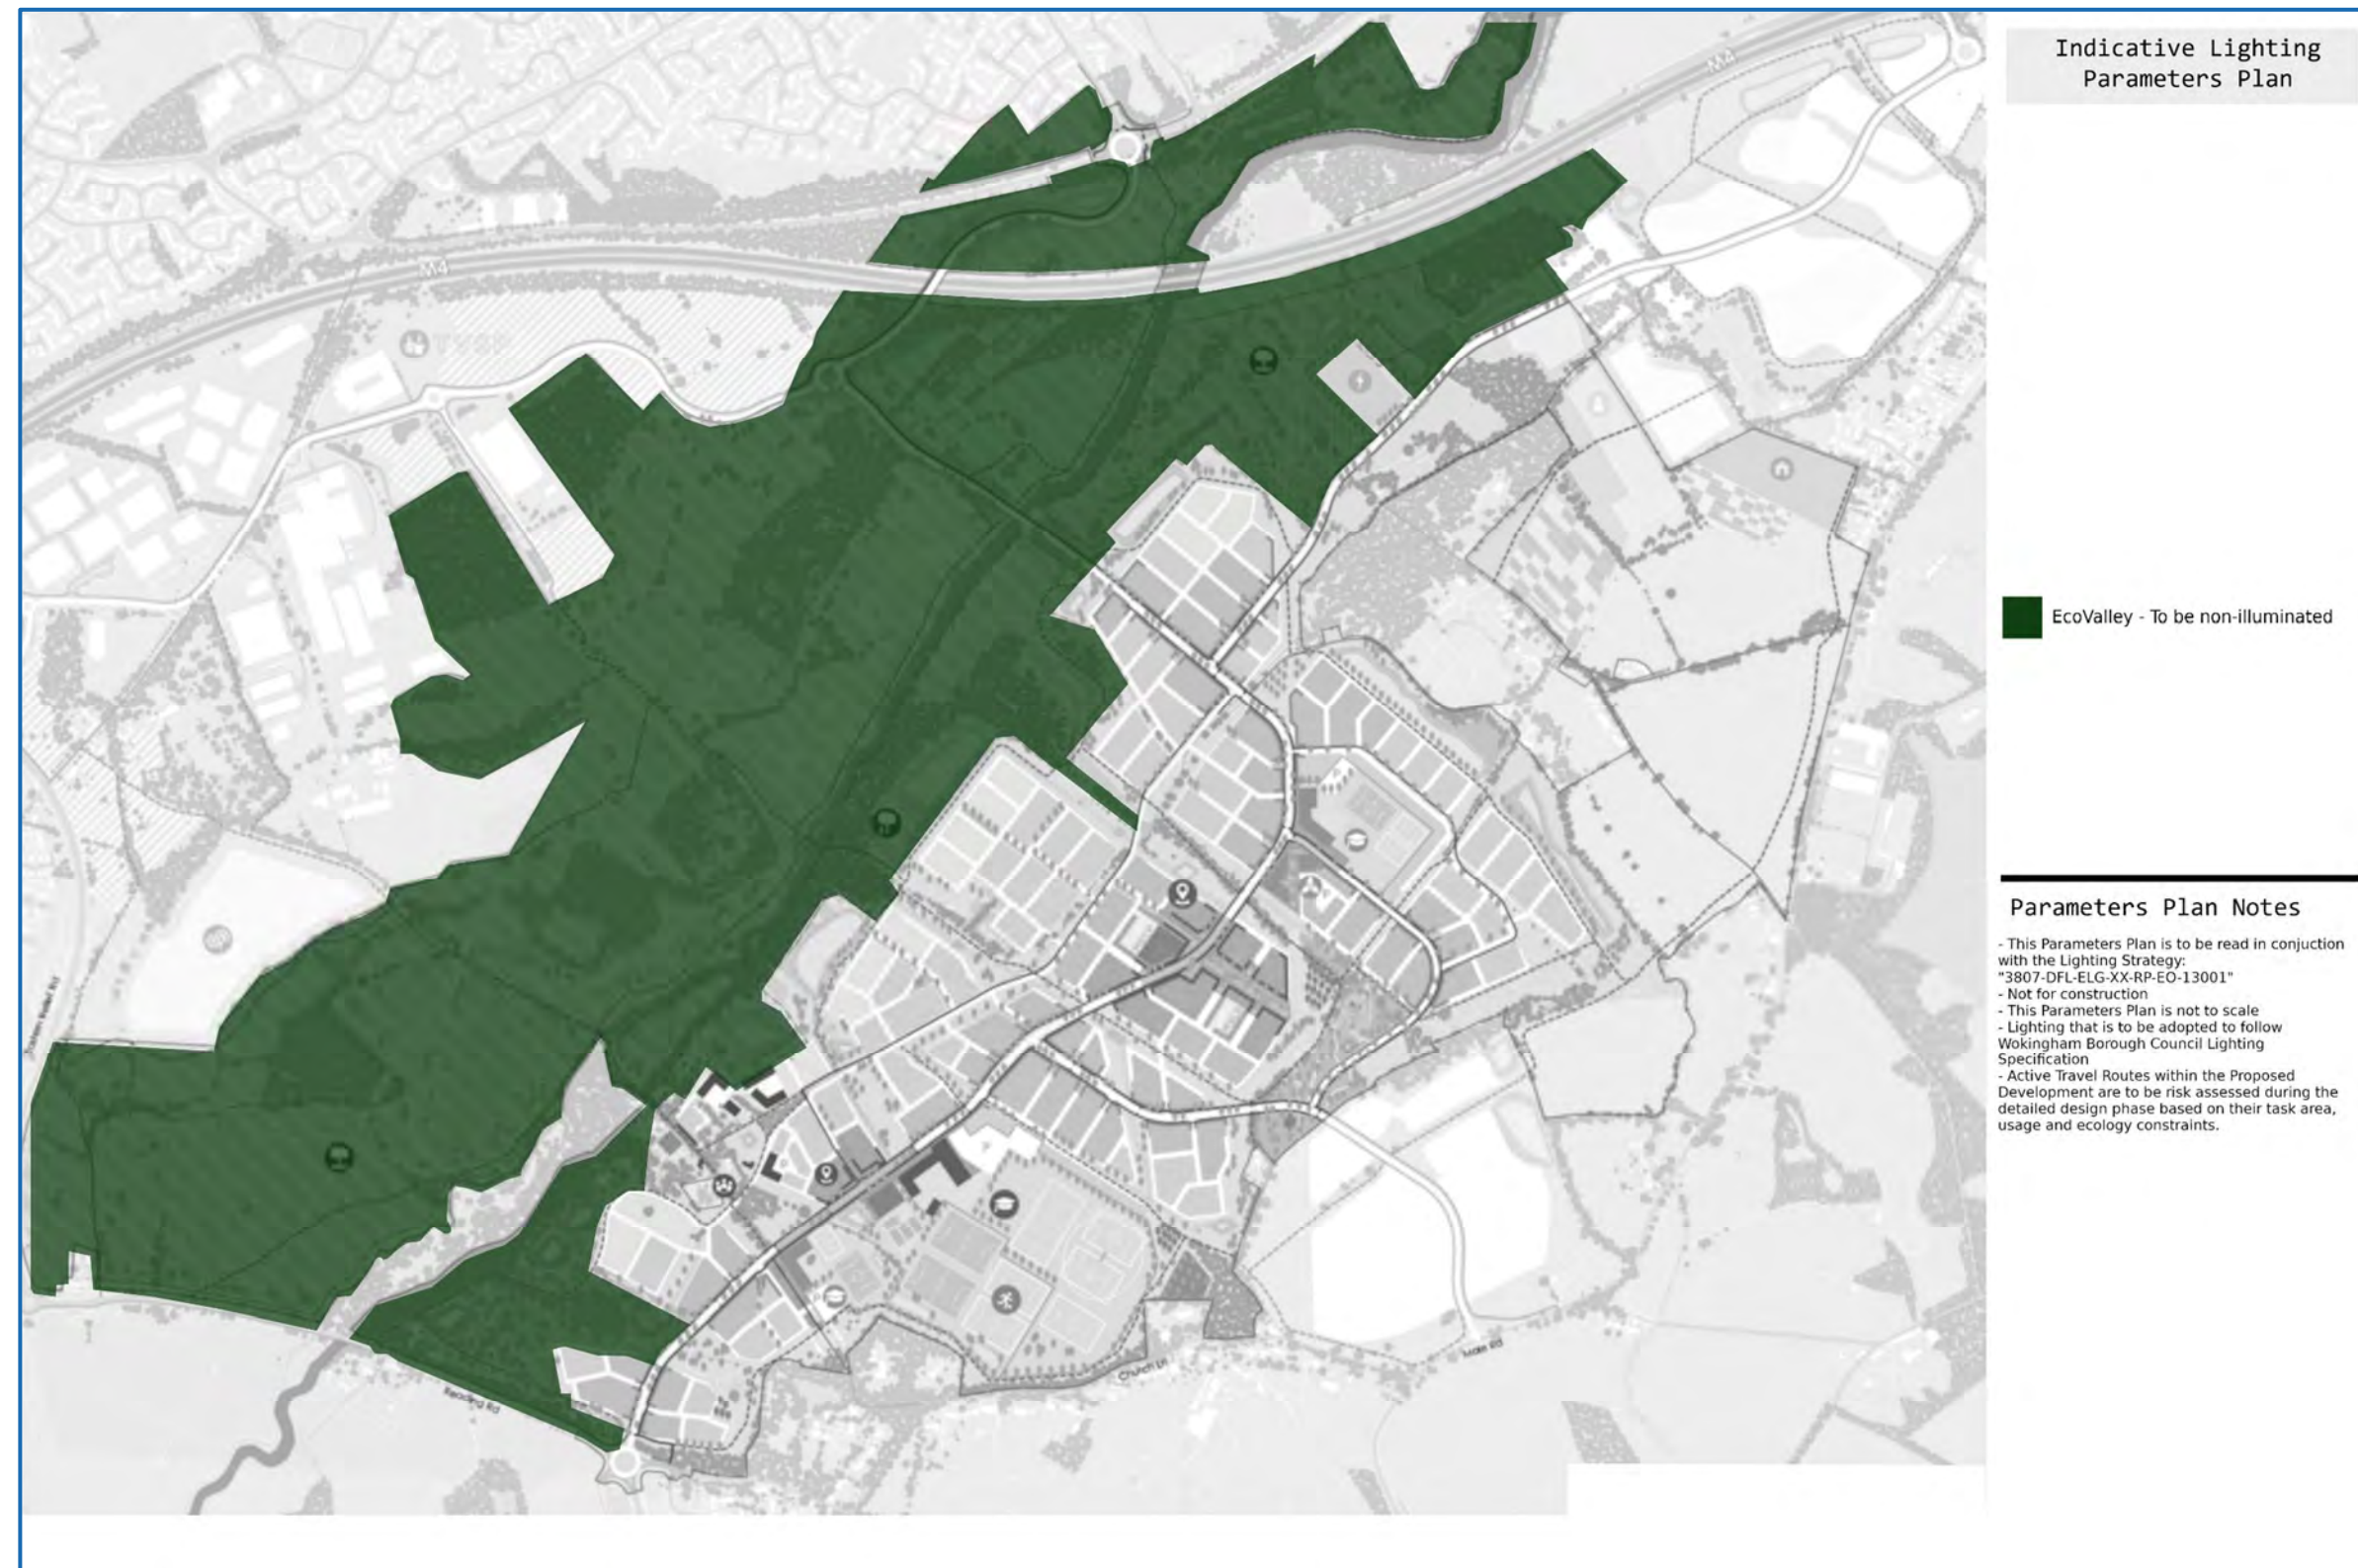 Indicative Lighting
Parameters Plan
M4
M4
TVSP
EcoValley - To be non-illuminated
Parameters Plan Notes
- This Parameters Plan is to be read in conjuction
with the Lighting Strategy:
"3807-DFL-ELG-XX-RP-EO-13001"
- Not for construction
- This Parameters Plan is not to scale
- Lighting that is to be adopted to follow
Wokingham Borough Council Lighting
Specification
- Active Travel Routes within the Proposed
Development are to be risk assessed during the
detailed design phase based on their task area,
usage and ecology constraints.
Reading Rd
Church Ln
Mole Rd